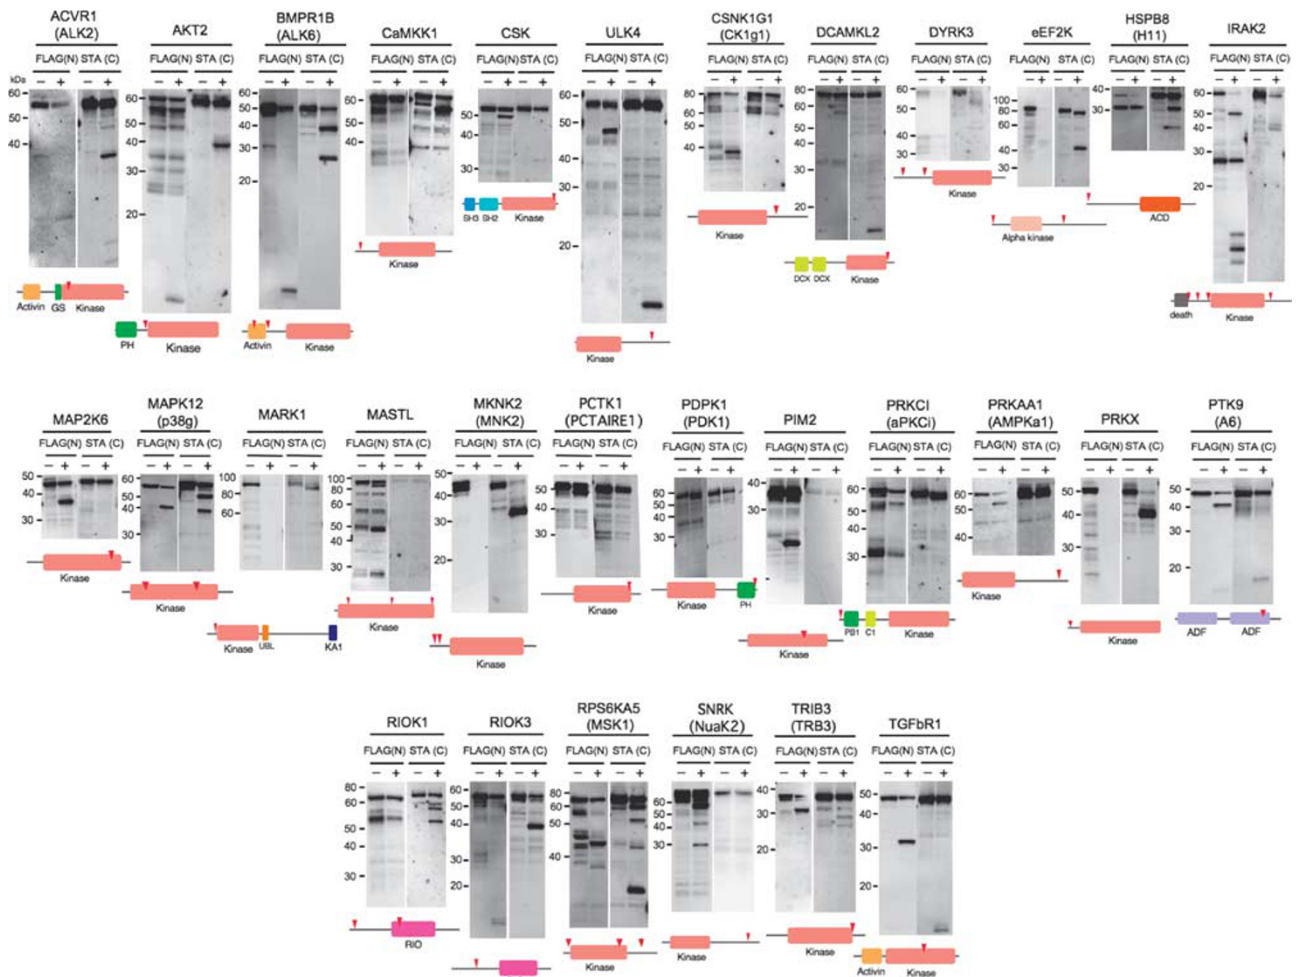 ACVR1
(ALK2)
FLAG(N) STA (C)
− + − +
kDa
60
50
40
Activin GS Kinase
AKT2
FLAG(N) STA (C)
− + − +
60
50
40
30
20
PH Kinase
BMPR1B
(ALK6)
FLAG(N) STA (C)
− + − +
50
40
30
20
Activin Kinase
CaMKK1
FLAG(N) STA (C)
− + − +
60
50
40
30
Kinase
CSK
FLAG(N) STA (C)
− + − +
50
40
30
SH3 SH2 Kinase
ULK4
FLAG(N) STA (C)
− + − +
50
40
30
20
Kinase
CSNK1G1
(CK1g1)
FLAG(N) STA (C)
− + − +
80
60
50
40
Kinase
DCAMKL2
FLAG(N) STA (C)
− + − +
80
60
50
40
30
20
DCX DCX Kinase
DYRK3
FLAG(N) STA (C)
− + − +
60
50
40
30
Kinase
eEF2K
FLAG(N) STA (C)
− + − +
100
80
60
50
40
30
Alpha kinase
HSPB8
(H11)
FLAG(N) STA (C)
− + − +
40
30
ACD
IRAK2
FLAG(N) STA (C)
− + − +
60
50
40
30
20
death Kinase
MAP2K6
FLAG(N) STA (C)
− + − +
50
40
30
Kinase
MAPK12
(p38g)
FLAG(N) STA (C)
− + − +
50
40
30
Kinase
MARK1
FLAG(N) STA (C)
− + − +
100
80
60
Kinase UBL KA1
MASTL
FLAG(N) STA (C)
− + − +
100
80
60
50
40
30
Kinase
MKNK2
(MNK2)
FLAG(N) STA (C)
− + − +
50
40
30
20
Kinase
PCTK1
(PCTAIRE1)
FLAG(N) STA (C)
− + − +
50
40
30
Kinase
PDPK1
(PDK1)
FLAG(N) STA (C)
− + − +
60
50
40
30
Kinase PH
PIM2
FLAG(N) STA (C)
− + − +
40
30
20
Kinase
PRKCI
(aPKCi)
FLAG(N) STA (C)
− + − +
60
50
40
30
PB1 C1 Kinase
PRKAA1
(AMPKa1)
FLAG(N) STA (C)
− + − +
60
50
40
Kinase
PRKX
FLAG(N) STA (C)
− + − +
50
40
30
Kinase
PTK9
(A6)
FLAG(N) STA (C)
− + − +
50
40
30
20
ADF ADF
RIOK1
FLAG(N) STA (C)
− + − +
80
60
50
40
30
RIO
RIOK3
FLAG(N) STA (C)
− + − +
60
50
40
30
20
RPS6KA5
(MSK1)
FLAG(N) STA (C)
− + − +
80
60
50
40
Kinase
SNRK
(NuaK2)
FLAG(N) STA (C)
− + − +
60
50
40
30
Kinase
TRIB3
(TRB3)
FLAG(N) STA (C)
− + − +
40
30
20
Kinase
TGFbR1
FLAG(N) STA (C)
− + − +
50
40
30
20
Activin Kinase